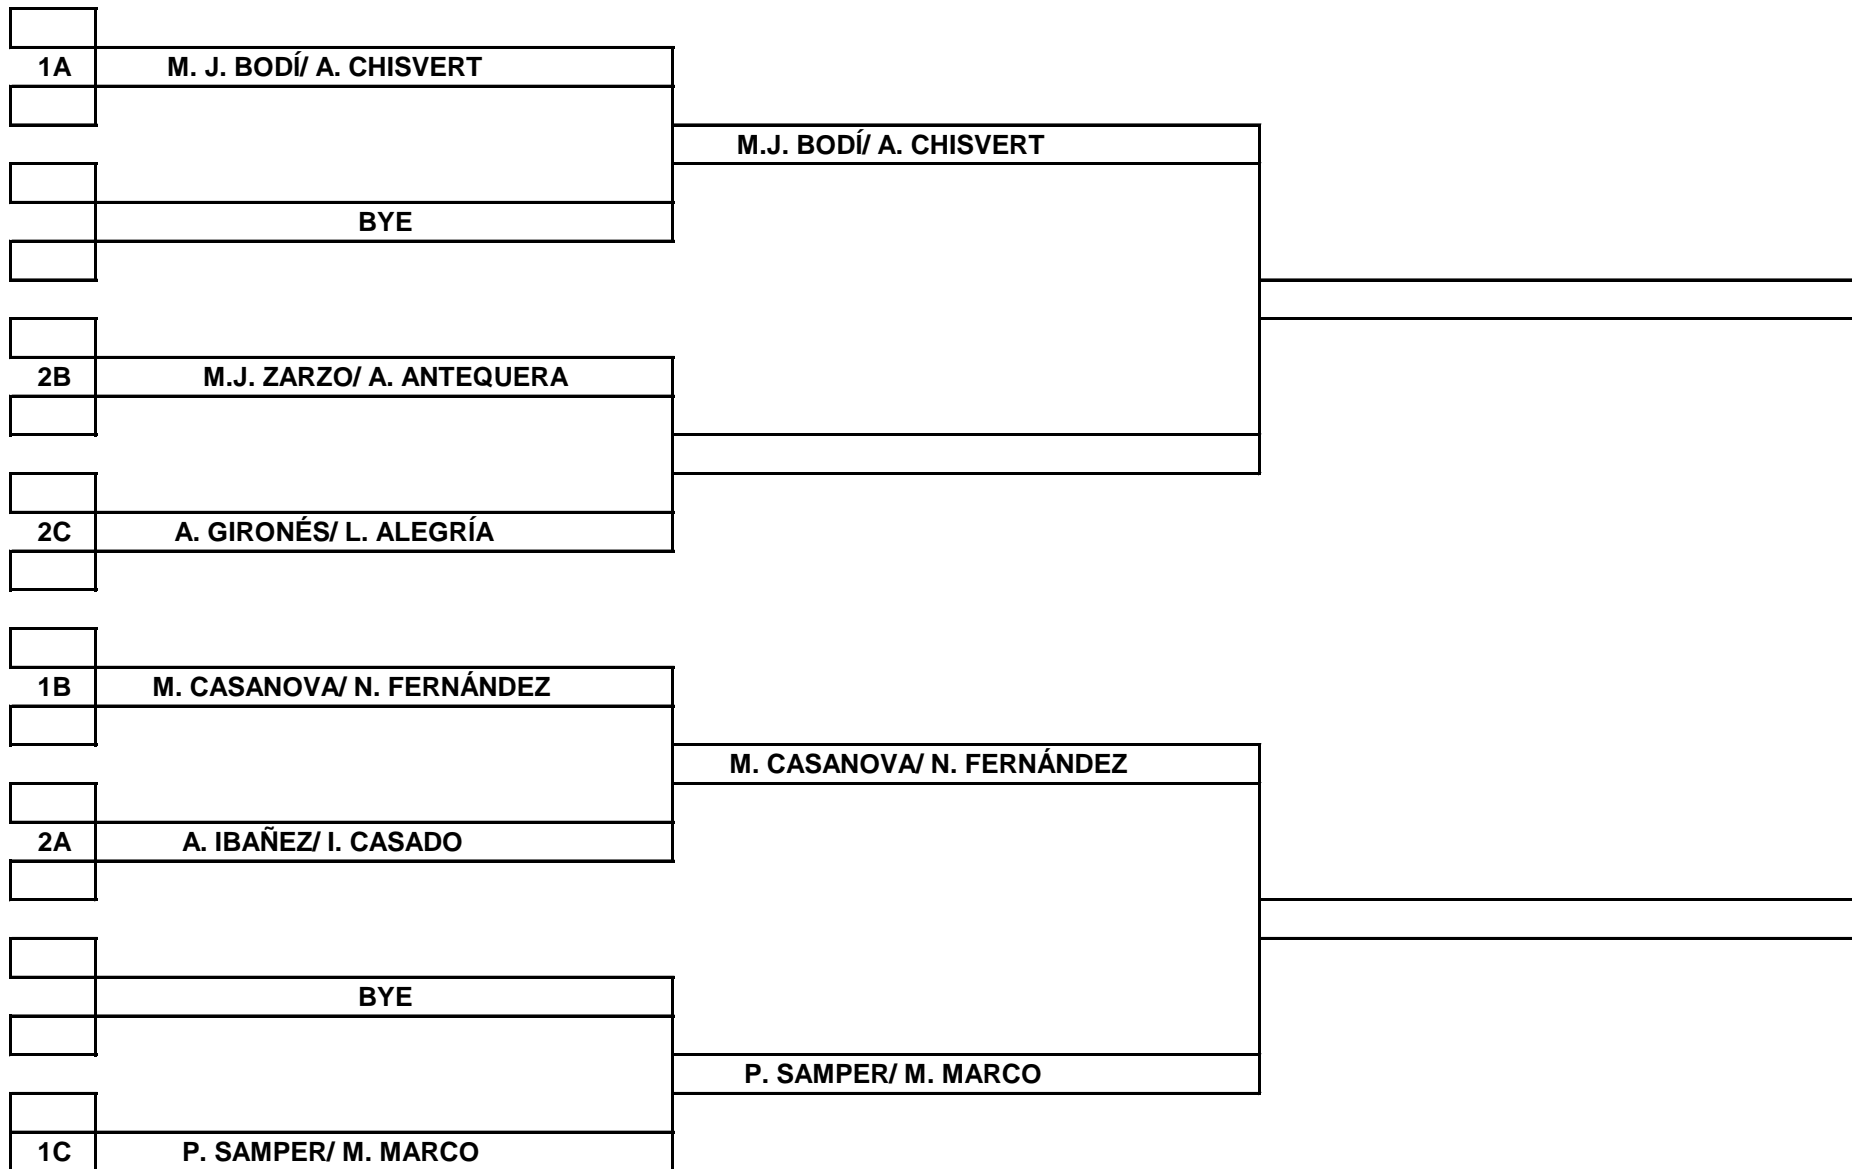 1A M. J. BODÍ/ A. CHISVERT
M.J. BODÍ/ A. CHISVERT
BYE
2B M.J. ZARZO/ A. ANTEQUERA
2C A. GIRONÉS/ L. ALEGRÍA
1B M. CASANOVA/ N. FERNÁNDEZ
M. CASANOVA/ N. FERNÁNDEZ
2A A. IBAÑEZ/ I. CASADO
BYE
P. SAMPER/ M. MARCO
1C P. SAMPER/ M. MARCO